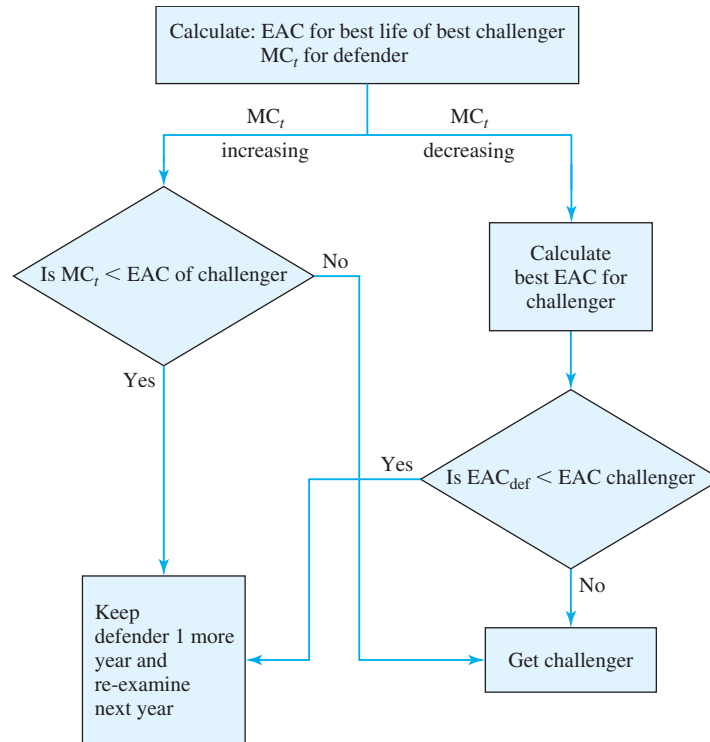 Calculate: EAC for best life of best challenger
MCₜ for defender
MCₜ
increasing
MCₜ
decreasing
Is MCₜ < EAC of challenger
No
Yes
Calculate
best EAC for
challenger
Is EAC_def < EAC challenger
Yes
No
Keep
defender 1 more
year and
re-examine
next year
Get challenger